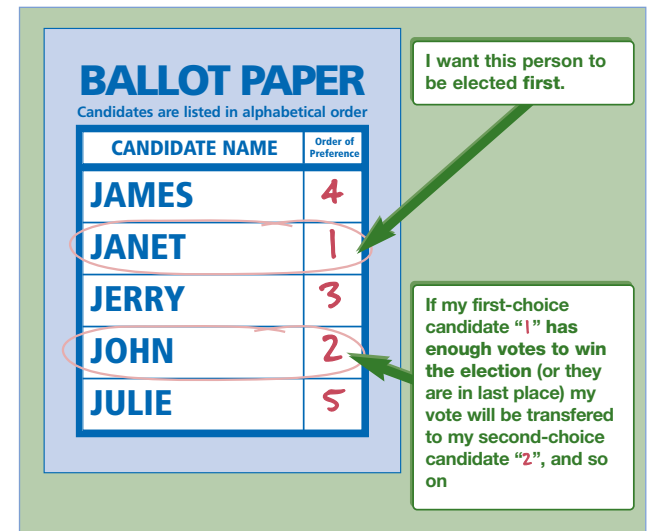 BALLOT PAPER
Candidates are listed in alphabetical order
CANDIDATE NAME Order of Preference
JAMES 4
JANET 1
JERRY 3
JOHN 2
JULIE 5
I want this person to
be elected first.
If my first-choice
candidate “1” has
enough votes to win
the election (or they
are in last place) my
vote will be transfered
to my second-choice
candidate “2”, and so
on